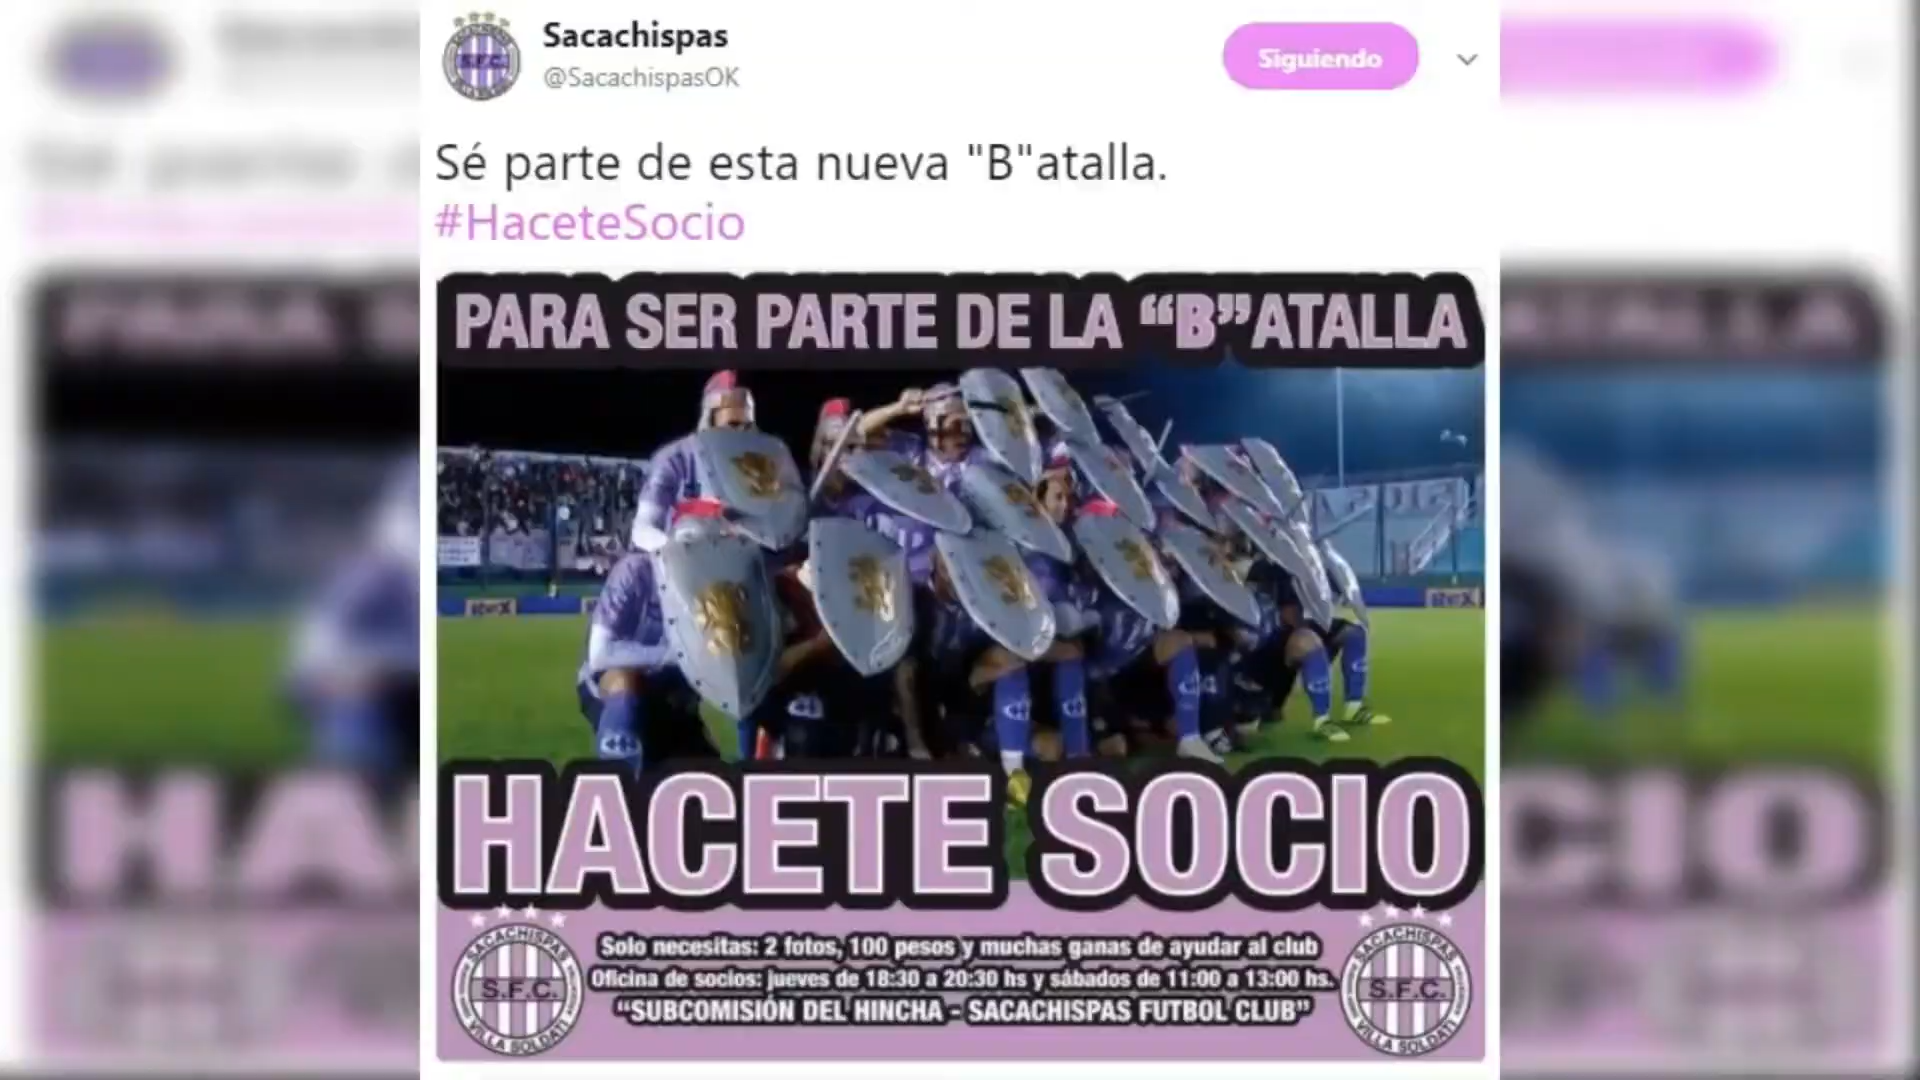 Sacachispas
@SacachispasOK
Siguiendo
Sé parte de esta nueva "B"atalla.
#HaceteSocio
PARA SER PARTE DE LA “B”ATALLA
HACETE SOCIO
Solo necesitas: 2 fotos, 100 pesos y muchas ganas de ayudar al club
Oficina de socios: jueves de 18:30 a 20:30 hs y sábados de 11:00 a 13:00 hs.
“SUBCOMISIÓN DEL HINCHA - SACACHISPAS FUTBOL CLUB”
SACACHISPAS
S.F.C.
VILLA SOLDATI
SACACHISPAS
S.F.C.
VILLA SOLDATI